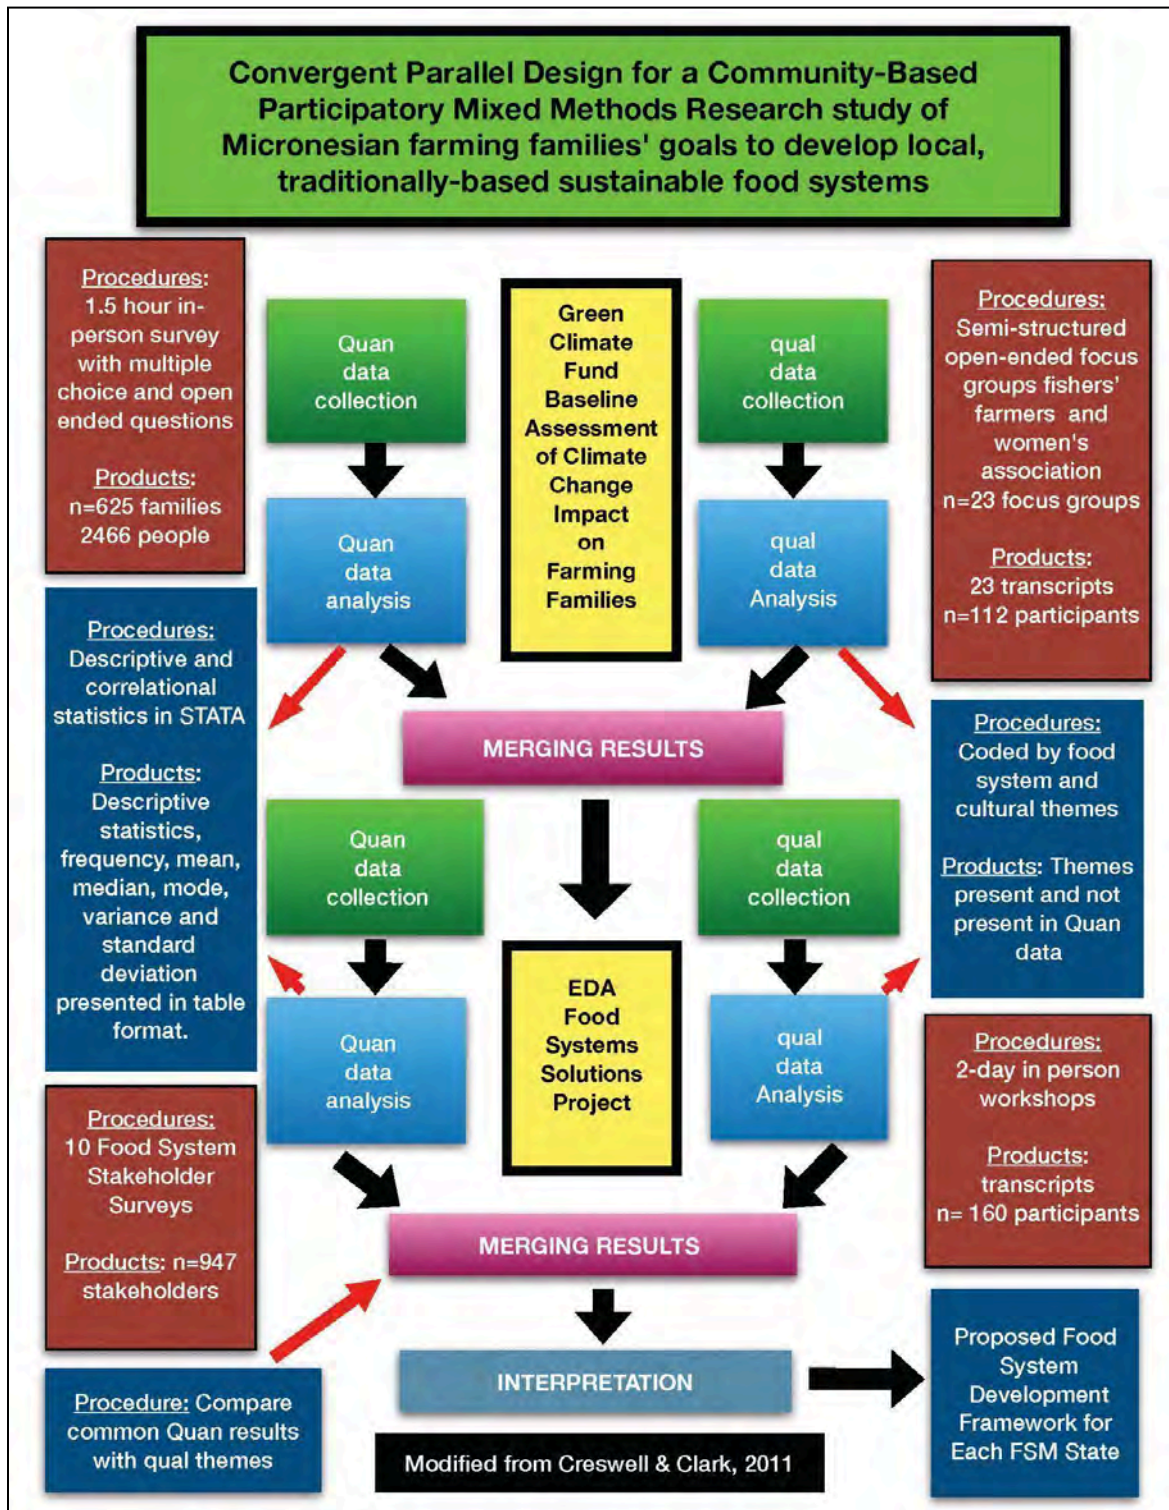 Convergent Parallel Design for a Community-Based
Participatory Mixed Methods Research study of
Micronesian farming families' goals to develop local,
traditionally-based sustainable food systems
Procedures:
1.5 hour in-
person survey
with multiple
choice and open
ended questions
Products:
n=625 families
2466 people
Quan
data
collection
Green
Climate
Fund
Baseline
Assessment
of Climate
Change
Impact
on
Farming
Families
qual
data
collection
Procedures:
Semi-structured
open-ended focus
groups fishers'
farmers and
women's
association
n=23 focus groups
Products:
23 transcripts
n=112 participants
Quan
data
analysis
qual
data
Analysis
Procedures:
Descriptive and
correlational
statistics in STATA
Products:
Descriptive
statistics,
frequency, mean,
median, mode,
variance and
standard
deviation
presented in table
format.
MERGING RESULTS
Procedures:
Coded by food
system and
cultural themes
Products: Themes
present and not
present in Quan
data
Quan
data
collection
qual
data
collection
EDA
Food
Systems
Solutions
Project
Quan
data
analysis
qual
data
Analysis
Procedures:
10 Food System
Stakeholder
Surveys
Products: n=947
stakeholders
Procedures:
2-day in person
workshops
Products:
transcripts
n= 160 participants
MERGING RESULTS
Procedure: Compare
common Quan results
with qual themes
INTERPRETATION
Proposed Food
System
Development
Framework for
Each FSM State
Modified from Creswell & Clark, 2011